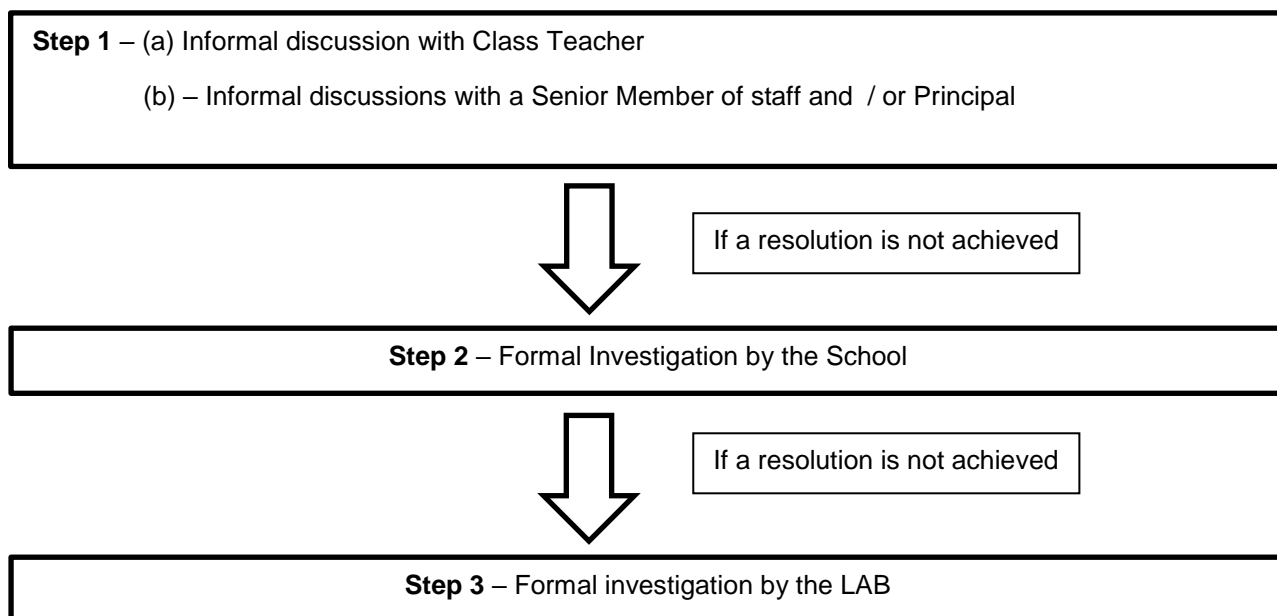 Step 1 – (a) Informal discussion with Class Teacher
(b) – Informal discussions with a Senior Member of staff and / or Principal
If a resolution is not achieved
Step 2 – Formal Investigation by the School
If a resolution is not achieved
Step 3 – Formal investigation by the LAB